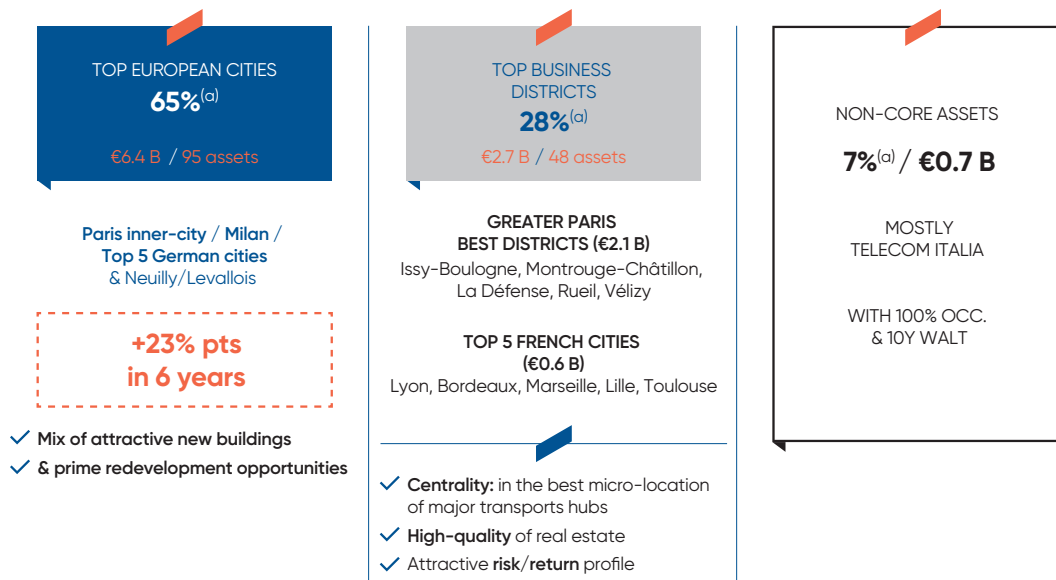 TOP EUROPEAN CITIES
65%(a)
€6.4 B / 95 assets
Paris inner-city / Milan /
Top 5 German cities
& Neuilly/Levallois
+23% pts
in 6 years
Mix of attractive new buildings
& prime redevelopment opportunities
TOP BUSINESS
DISTRICTS
28%(a)
€2.7 B / 48 assets
GREATER PARIS
BEST DISTRICTS (€2.1 B)
Issy-Boulogne, Montrouge-Châtillon,
La Défense, Rueil, Vélizy
TOP 5 FRENCH CITIES
(€0.6 B)
Lyon, Bordeaux, Marseille, Lille, Toulouse
Centrality: in the best micro-location
of major transports hubs
High-quality of real estate
Attractive risk/return profile
NON-CORE ASSETS
7%(a) / €0.7 B
MOSTLY
TELECOM ITALIA
WITH 100% OCC.
& 10Y WALT